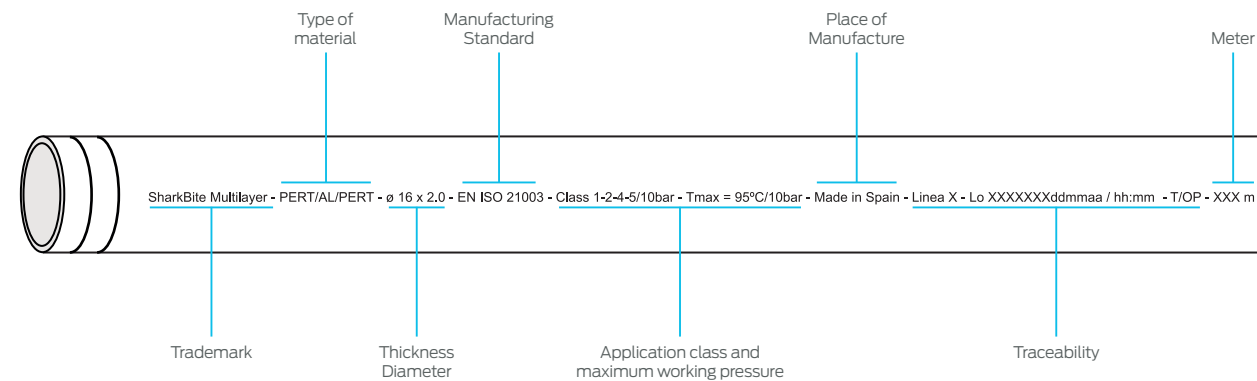 Type of
material
Manufacturing
Standard
Place of
Manufacture
Meter
SharkBite Multilayer - PERT/AL/PERT - ø 16 x 2.0 - EN ISO 21003 - Class 1-2-4-5/10bar - Tmax = 95ºC/10bar - Made in Spain - Linea X - Lo XXXXXXXddmmaa / hh:mm - T/OP - XXX m
Trademark
Thickness
Diameter
Application class and
maximum working pressure
Traceability